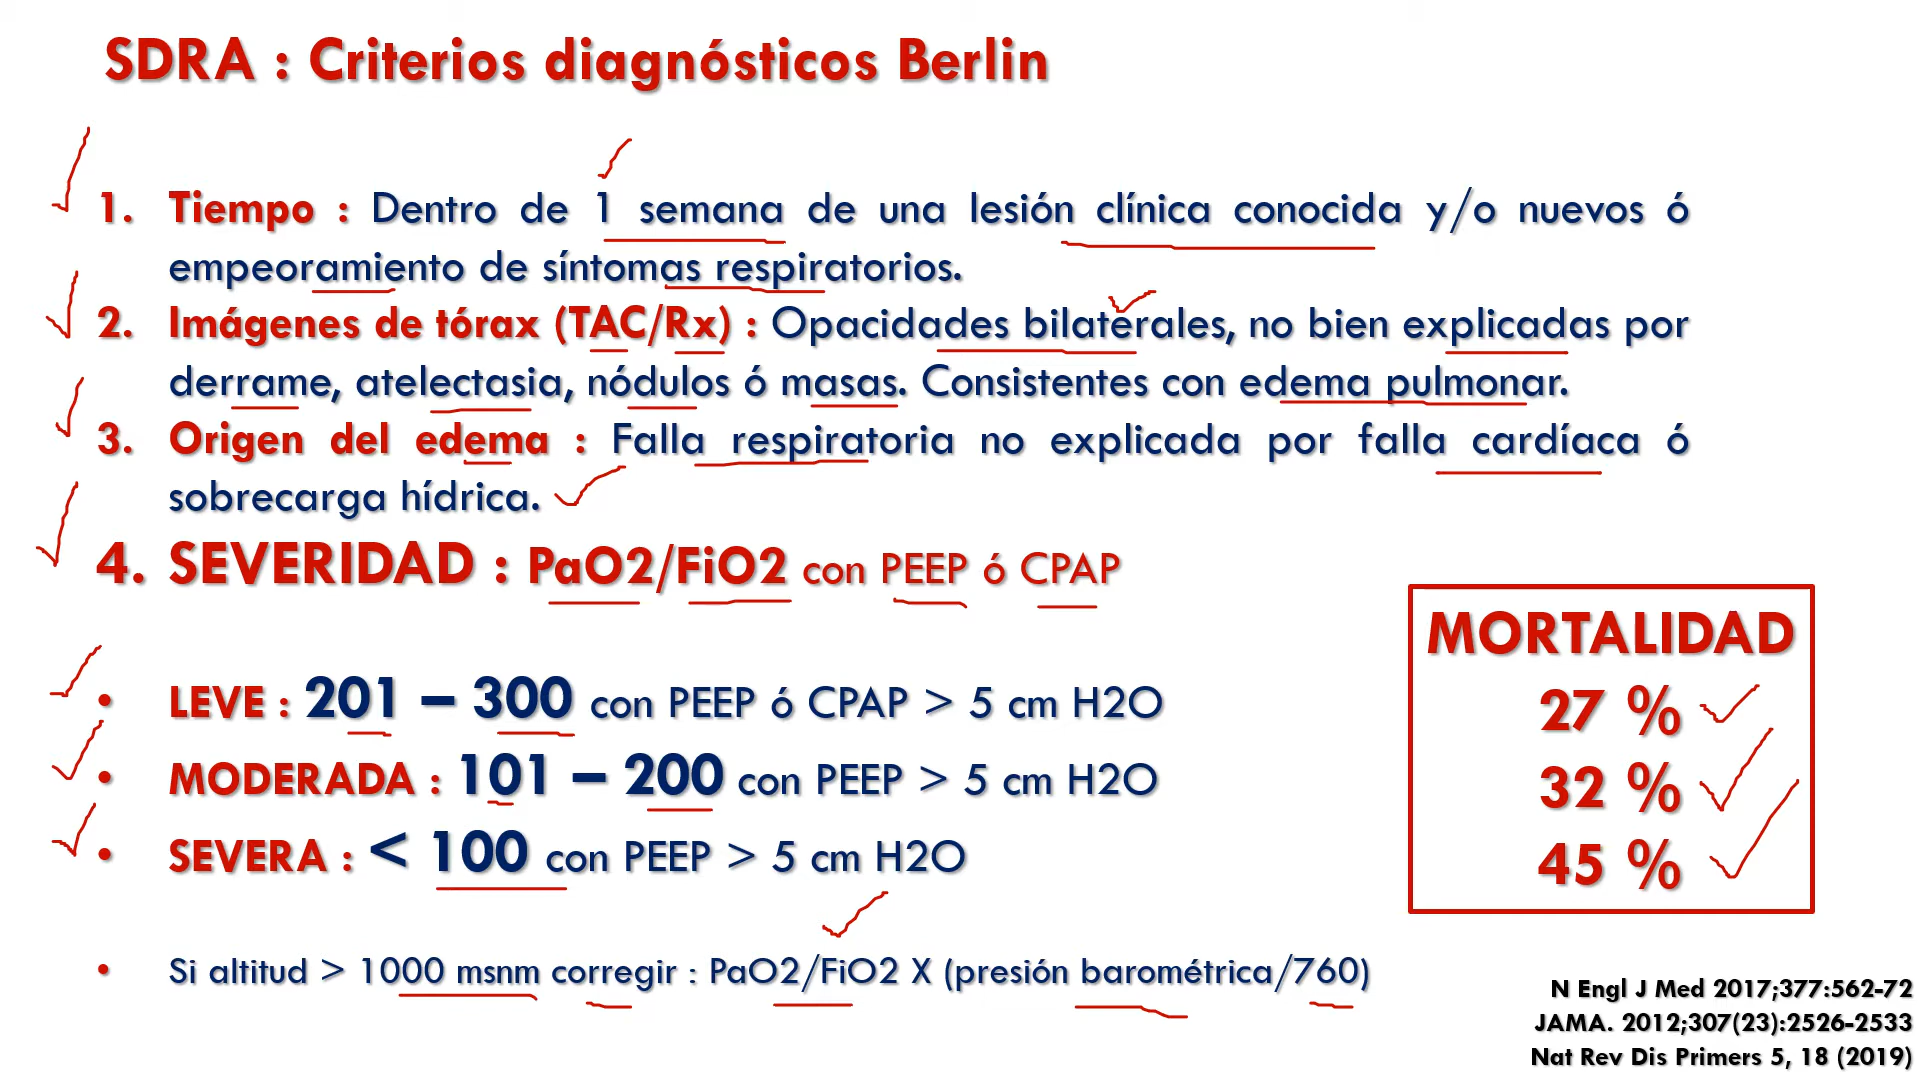 SDRA : Criterios diagnósticos Berlin
1. Tiempo : Dentro de 1 semana de una lesión clínica conocida y/o nuevos ó
empeoramiento de síntomas respiratorios.
2. Imágenes de tórax (TAC/Rx) : Opacidades bilaterales, no bien explicadas por
derrame, atelectasia, nódulos ó masas. Consistentes con edema pulmonar.
3. Origen del edema : Falla respiratoria no explicada por falla cardíaca ó
sobrecarga hídrica.
4. SEVERIDAD : PaO2/FiO2 con PEEP ó CPAP
• LEVE : 201 – 300 con PEEP ó CPAP > 5 cm H2O
• MODERADA : 101 – 200 con PEEP > 5 cm H2O
• SEVERA : < 100 con PEEP > 5 cm H2O
MORTALIDAD
27 %
32 %
45 %
• Si altitud > 1000 msnm corregir : PaO2/FiO2 X (presión barométrica/760)
N Engl J Med 2017;377:562-72
JAMA. 2012;307(23):2526-2533
Nat Rev Dis Primers 5, 18 (2019)